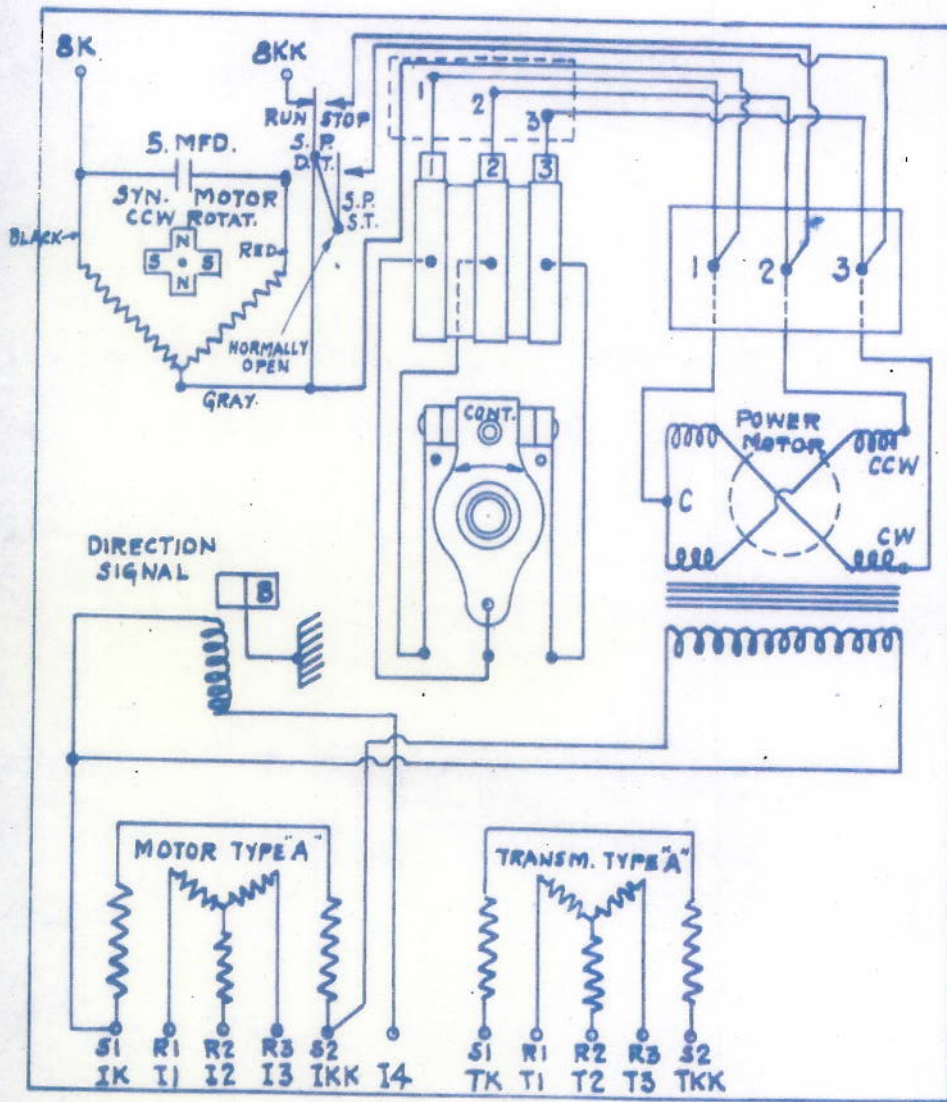 8K
8KK
RUN STOP
S.P.
D.T.
5. MFD.
SYN. MOTOR
CCW ROTAT.
S.P.
S.T.
BLACK
RED
N
S S
N
NORMALLY
OPEN
GRAY.
1
2
3
1 2 3
1 2 3
CONT.
POWER
MOTOR
CCW
C
CW
DIRECTION
SIGNAL
B
MOTOR TYPE "A"
TRANSM. TYPE "A"
S1 R1 R2 R3 S2
IK I1 I2 I3 IKK I4
S1 R1 R2 R3 S2
TK T1 T2 T3 TKK